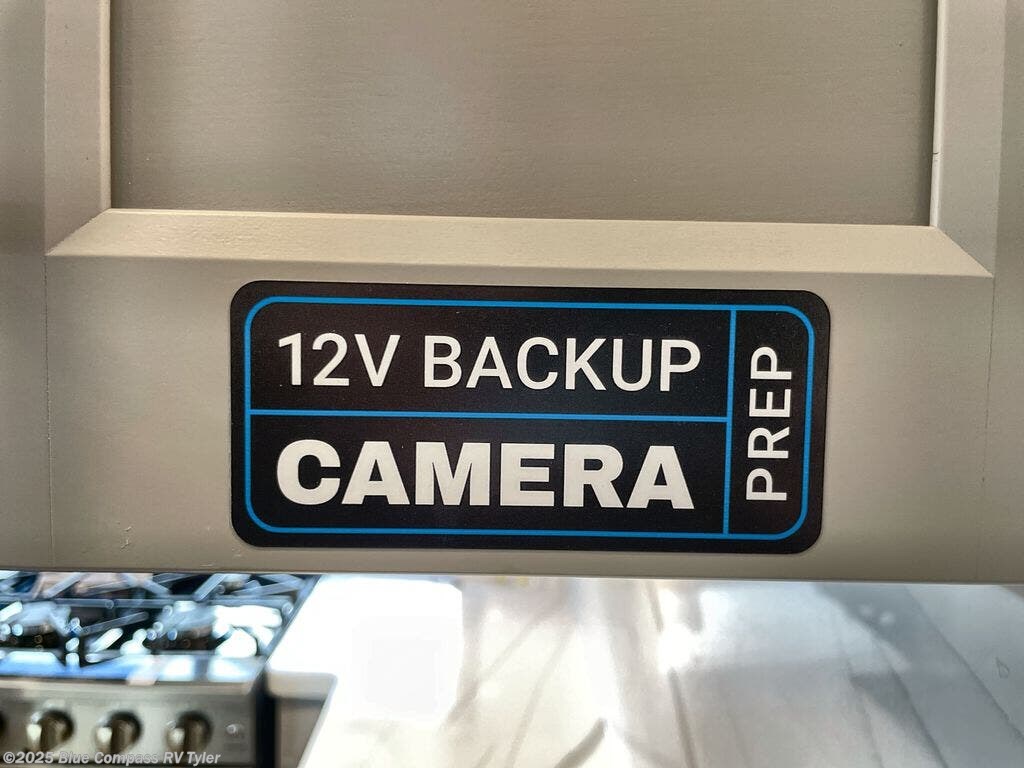 12V BACKUP
CAMERA
PREP
©2025 Blue Compass RV Tyler